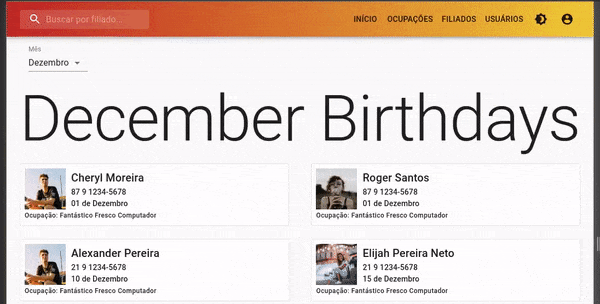 Buscar por filiado...
INÍCIO OCUPAÇÕES FILIADOS USUÁRIOS
Mês
Dezembro
December Birthdays
Cheryl Moreira
87 9 1234-5678
01 de Dezembro
Ocupação: Fantástico Fresco Computador
Roger Santos
87 9 1234-5678
01 de Dezembro
Ocupação: Fantástico Fresco Computador
Alexander Pereira
21 9 1234-5678
10 de Dezembro
Ocupação: Fantástico Fresco Computador
Elijah Pereira Neto
21 9 1234-5678
15 de Dezembro
Ocupação: Fantástico Fresco Computador